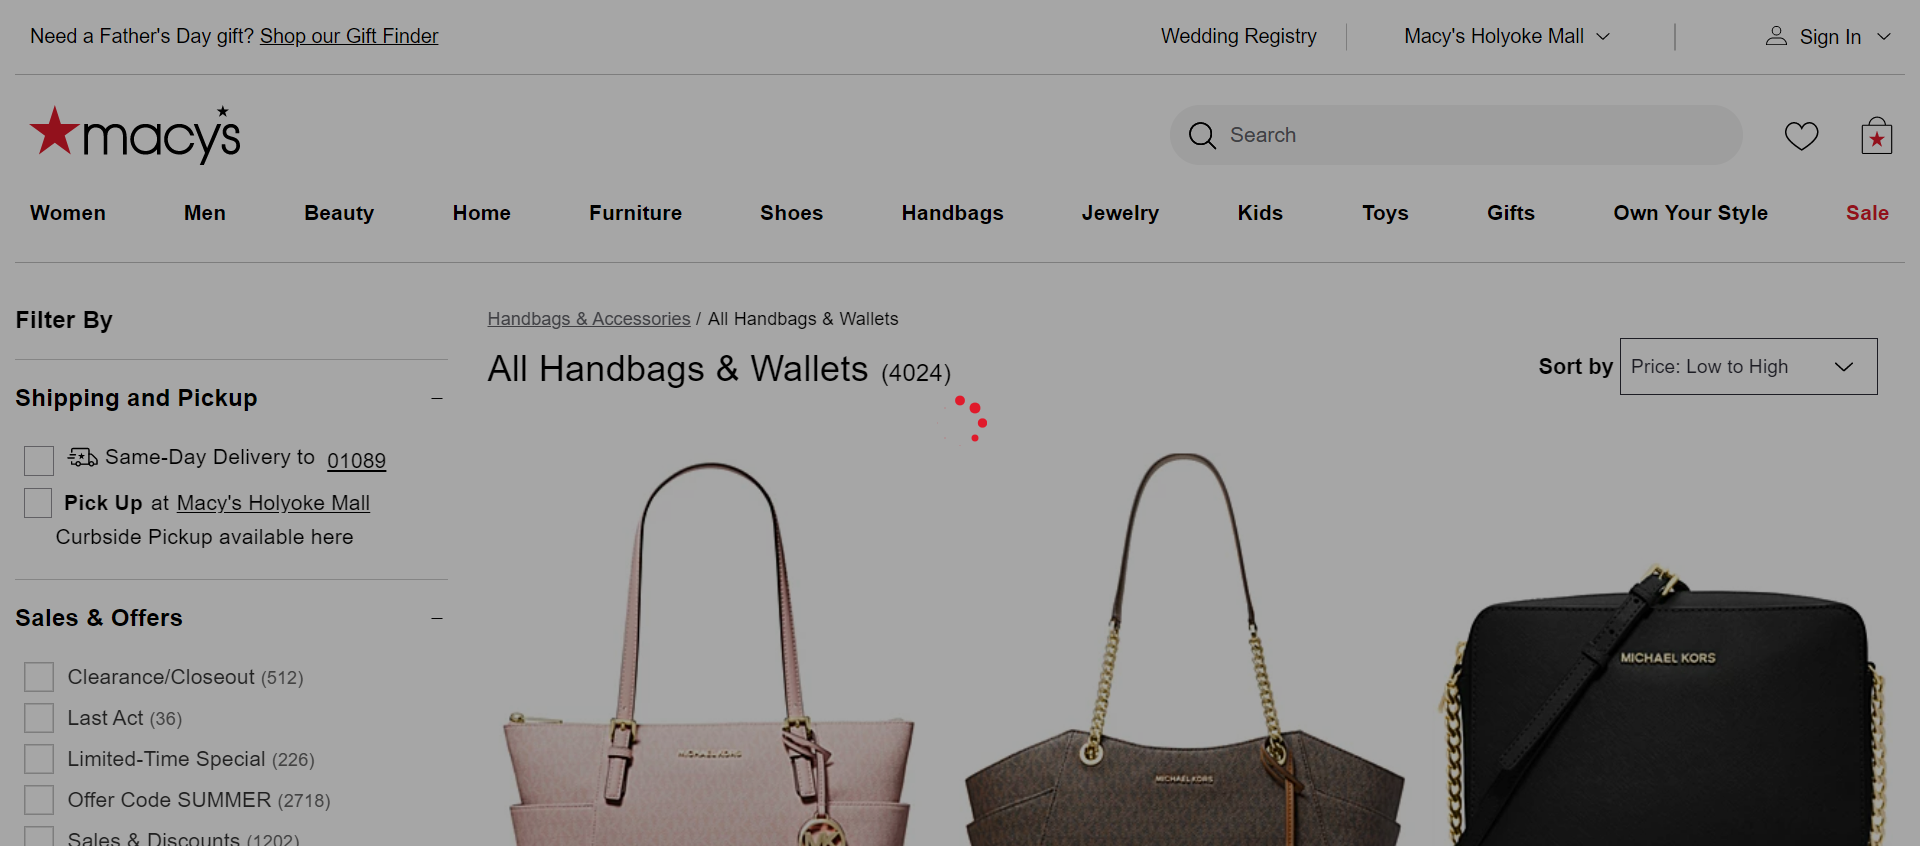 Need a Father's Day gift? Shop our Gift Finder
Wedding Registry
Macy's Holyoke Mall
Sign In
macy's
Search
Women Men Beauty Home Furniture Shoes Handbags Jewelry Kids Toys Gifts Own Your Style Sale
Filter By
Shipping and Pickup
Same-Day Delivery to 01089
Pick Up at Macy's Holyoke Mall
Curbside Pickup available here
Sales & Offers
Clearance/Closeout (512)
Last Act (36)
Limited-Time Special (226)
Offer Code SUMMER (2718)
Sales & Discounts (1202)
Handbags & Accessories / All Handbags & Wallets
All Handbags & Wallets (4024)
Sort by Price: Low to High
MICHAEL KORS
MK
MICHAEL KORS
MICHAEL KORS